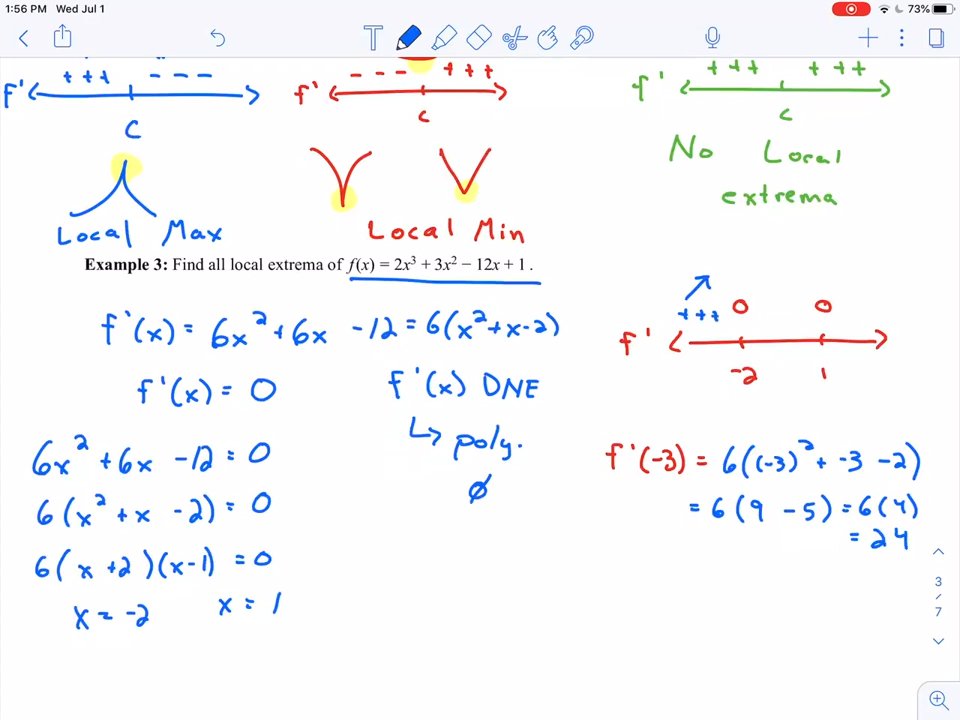 1:56 PM Wed Jul 1
73%
f' +++ --- f' --- +++ f' +++ +++
C c c
No Local
extrema
Local Max Local Min
Example 3: Find all local extrema of f(x) = 2x³ + 3x² − 12x + 1 .
f'(x) = 6x² + 6x - 12 = 6(x² + x - 2)
+++ 0 0
f'
-2 1
f'(x) = 0 f'(x) DNE
↳ poly.
∅
6x² + 6x - 12 = 0
6(x² + x - 2) = 0
6(x + 2)(x - 1) = 0
x = -2 x = 1
f'(-3) = 6((-3)² + -3 - 2)
= 6(9 - 5) = 6(4)
= 24
3
/
7